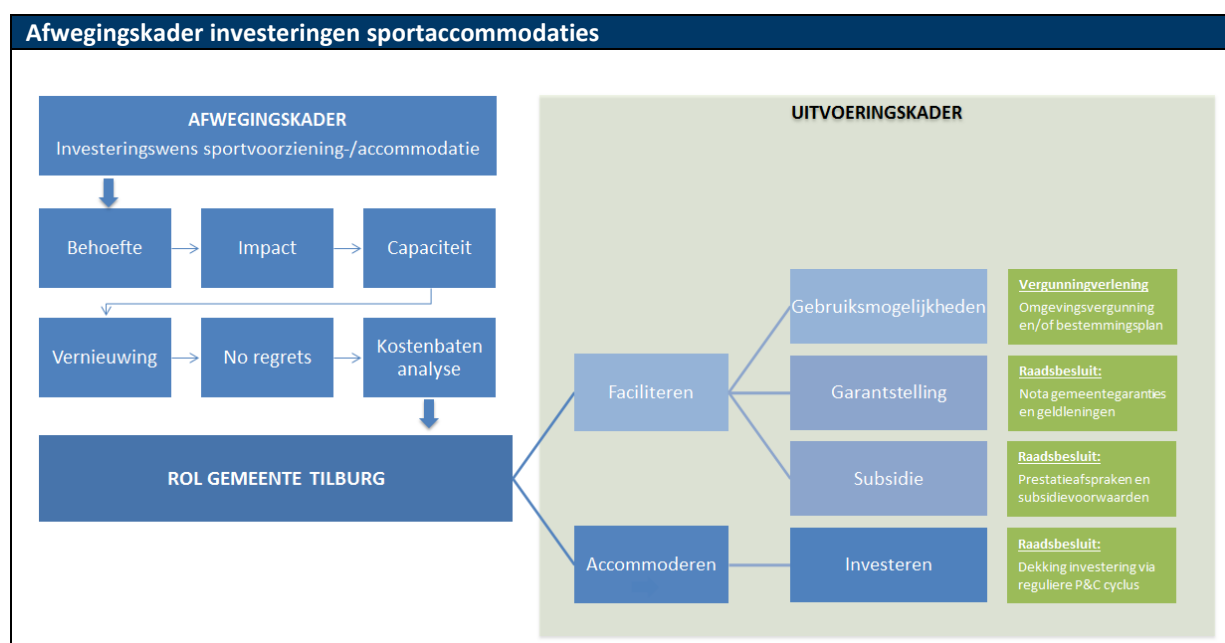 Afwegingskader investeringen sportaccommodaties
AFWEGINGSKADER
Investeringswens sportvoorziening-/accommodatie
Behoefte
Impact
Capaciteit
Vernieuwing
No regrets
Kostenbaten
analyse
ROL GEMEENTE TILBURG
UITVOERINGSKADER
Faciliteren
Accommoderen
Gebruiksmogelijkheden
Garantstelling
Subsidie
Investeren
Vergunningverlening
Omgevingsvergunning
en/of bestemmingsplan
Raadsbesluit:
Nota gemeentegaranties
en geldleningen
Raadsbesluit:
Prestatieafspraken en
subsidievoorwaarden
Raadsbesluit:
Dekking investering via
reguliere P&C cyclus